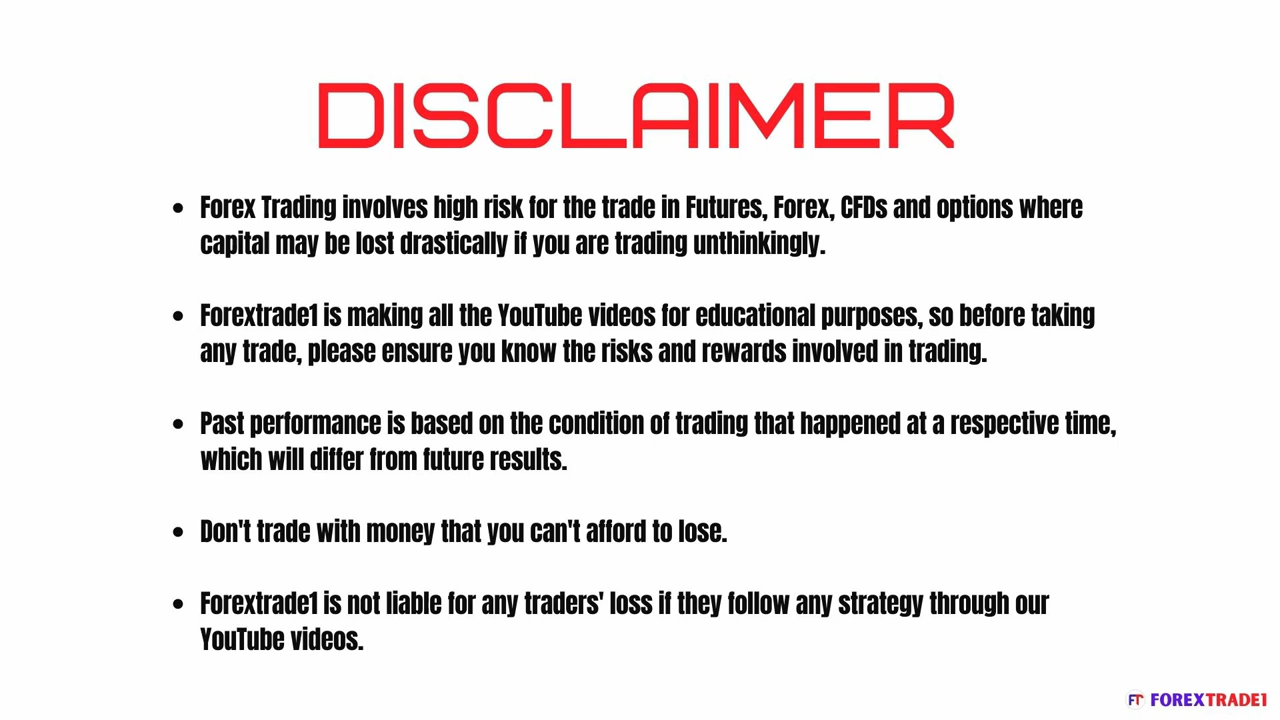 DISCLAIMER
• Forex Trading involves high risk for the trade in Futures, Forex, CFDs and options where
capital may be lost drastically if you are trading unthinkingly.
• Forextrade1 is making all the YouTube videos for educational purposes, so before taking
any trade, please ensure you know the risks and rewards involved in trading.
• Past performance is based on the condition of trading that happened at a respective time,
which will differ from future results.
• Don't trade with money that you can't afford to lose.
• Forextrade1 is not liable for any traders' loss if they follow any strategy through our
YouTube videos.
FT FOREXTRADE1